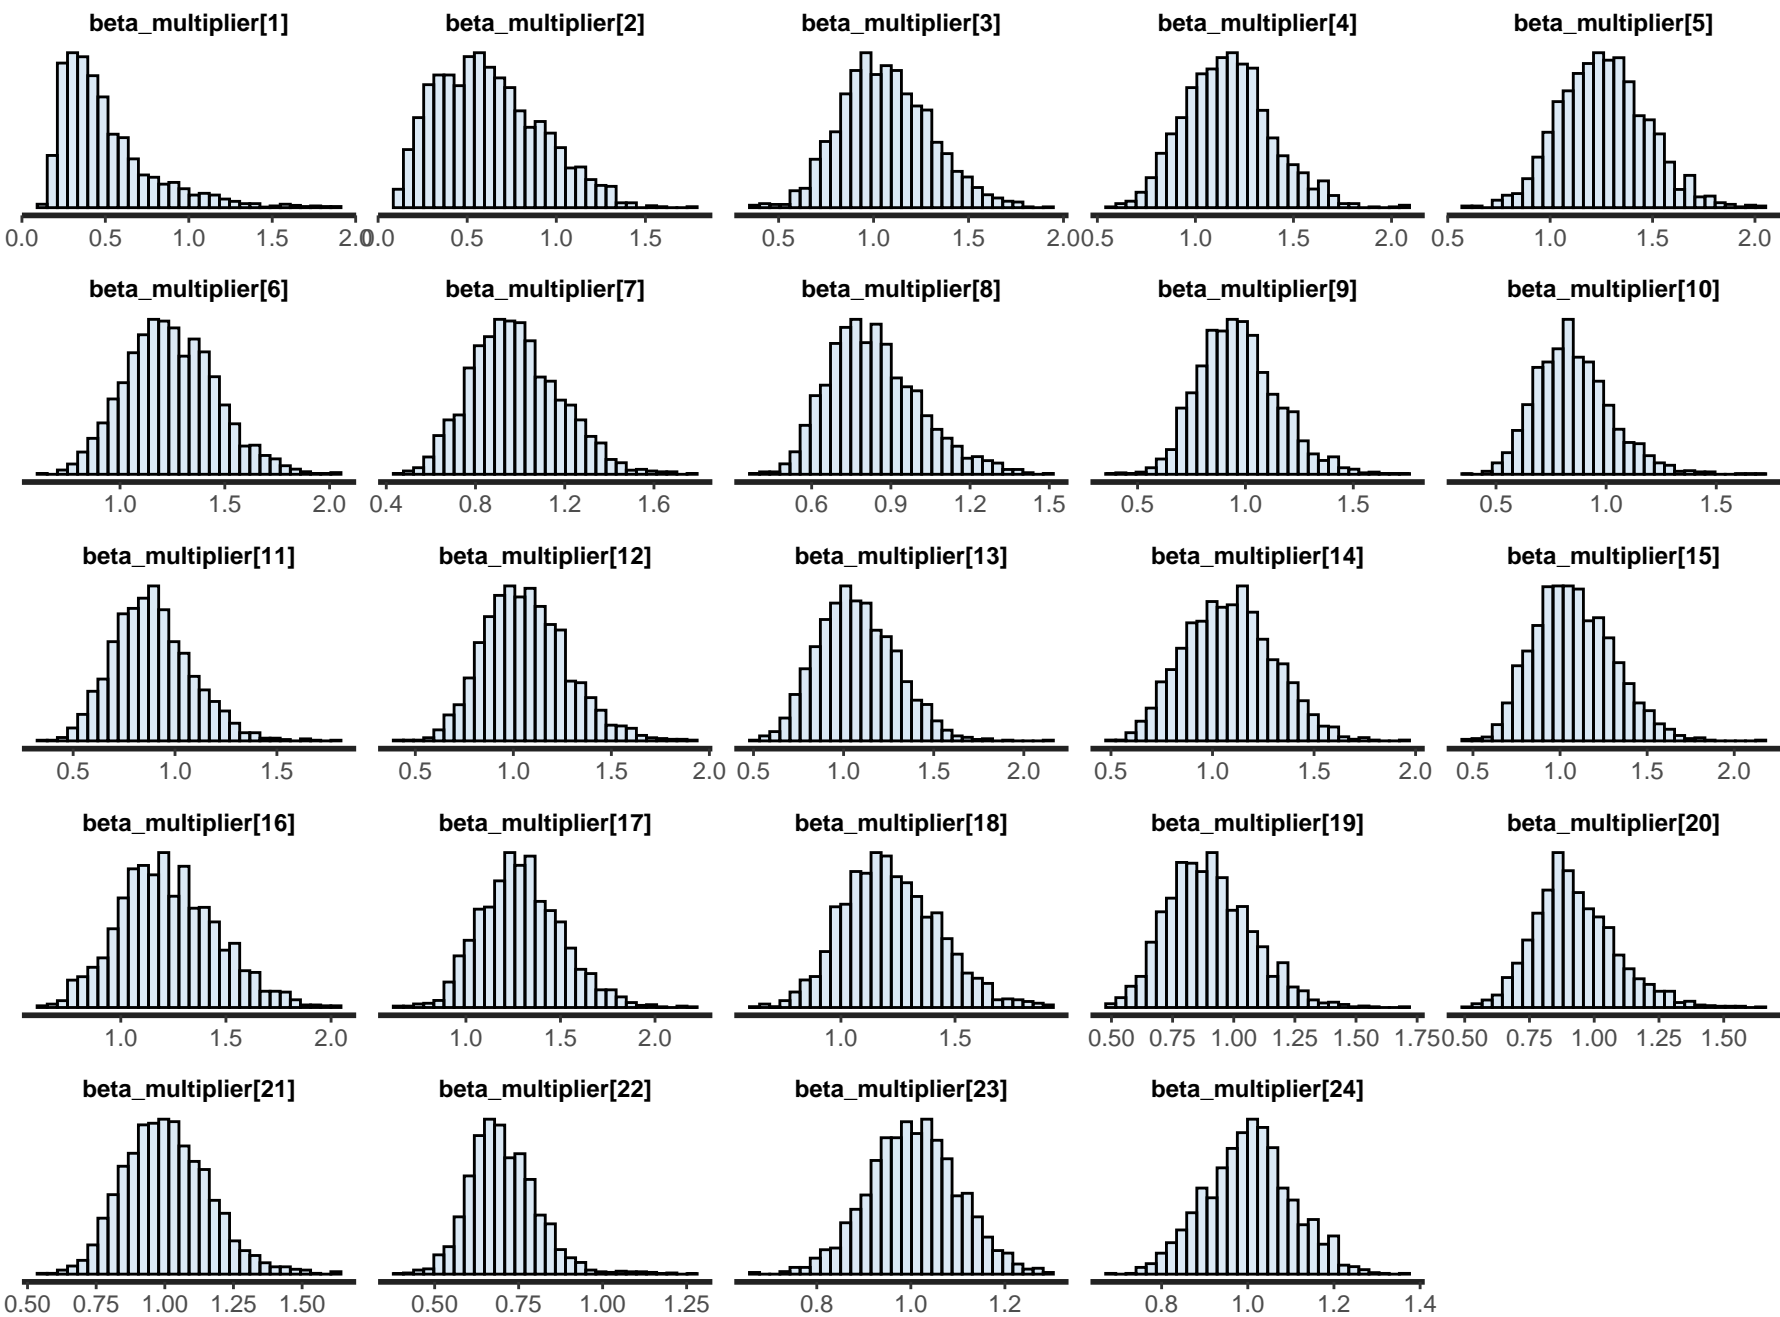 beta_multiplier[1] beta_multiplier[2] beta_multiplier[3] beta_multiplier[4] beta_multiplier[5]
0.0 0.5 1.0 1.5 2.0 0.0 0.5 1.0 1.5 0.5 1.0 1.5 2.0 0.5 1.0 1.5 2.0 0.5 1.0 1.5 2.0
beta_multiplier[6] beta_multiplier[7] beta_multiplier[8] beta_multiplier[9] beta_multiplier[10]
1.0 1.5 2.0 0.4 0.8 1.2 1.6 0.6 0.9 1.2 1.5 0.5 1.0 1.5 0.5 1.0 1.5
beta_multiplier[11] beta_multiplier[12] beta_multiplier[13] beta_multiplier[14] beta_multiplier[15]
0.5 1.0 1.5 0.5 1.0 1.5 2.0 0.5 1.0 1.5 2.0 0.5 1.0 1.5 2.0 0.5 1.0 1.5 2.0
beta_multiplier[16] beta_multiplier[17] beta_multiplier[18] beta_multiplier[19] beta_multiplier[20]
1.0 1.5 2.0 1.0 1.5 2.0 1.0 1.5 0.50 0.75 1.00 1.25 1.50 1.75 0.50 0.75 1.00 1.25 1.50
beta_multiplier[21] beta_multiplier[22] beta_multiplier[23] beta_multiplier[24]
0.50 0.75 1.00 1.25 1.50 0.50 0.75 1.00 1.25 0.8 1.0 1.2 0.8 1.0 1.2 1.4